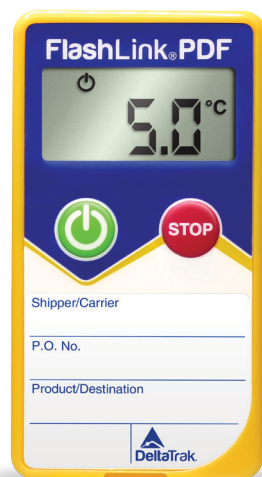 FlashLink®PDF
5.0°C
STOP
Shipper/Carrier
P.O. No.
Product/Destination
DeltaTrak®